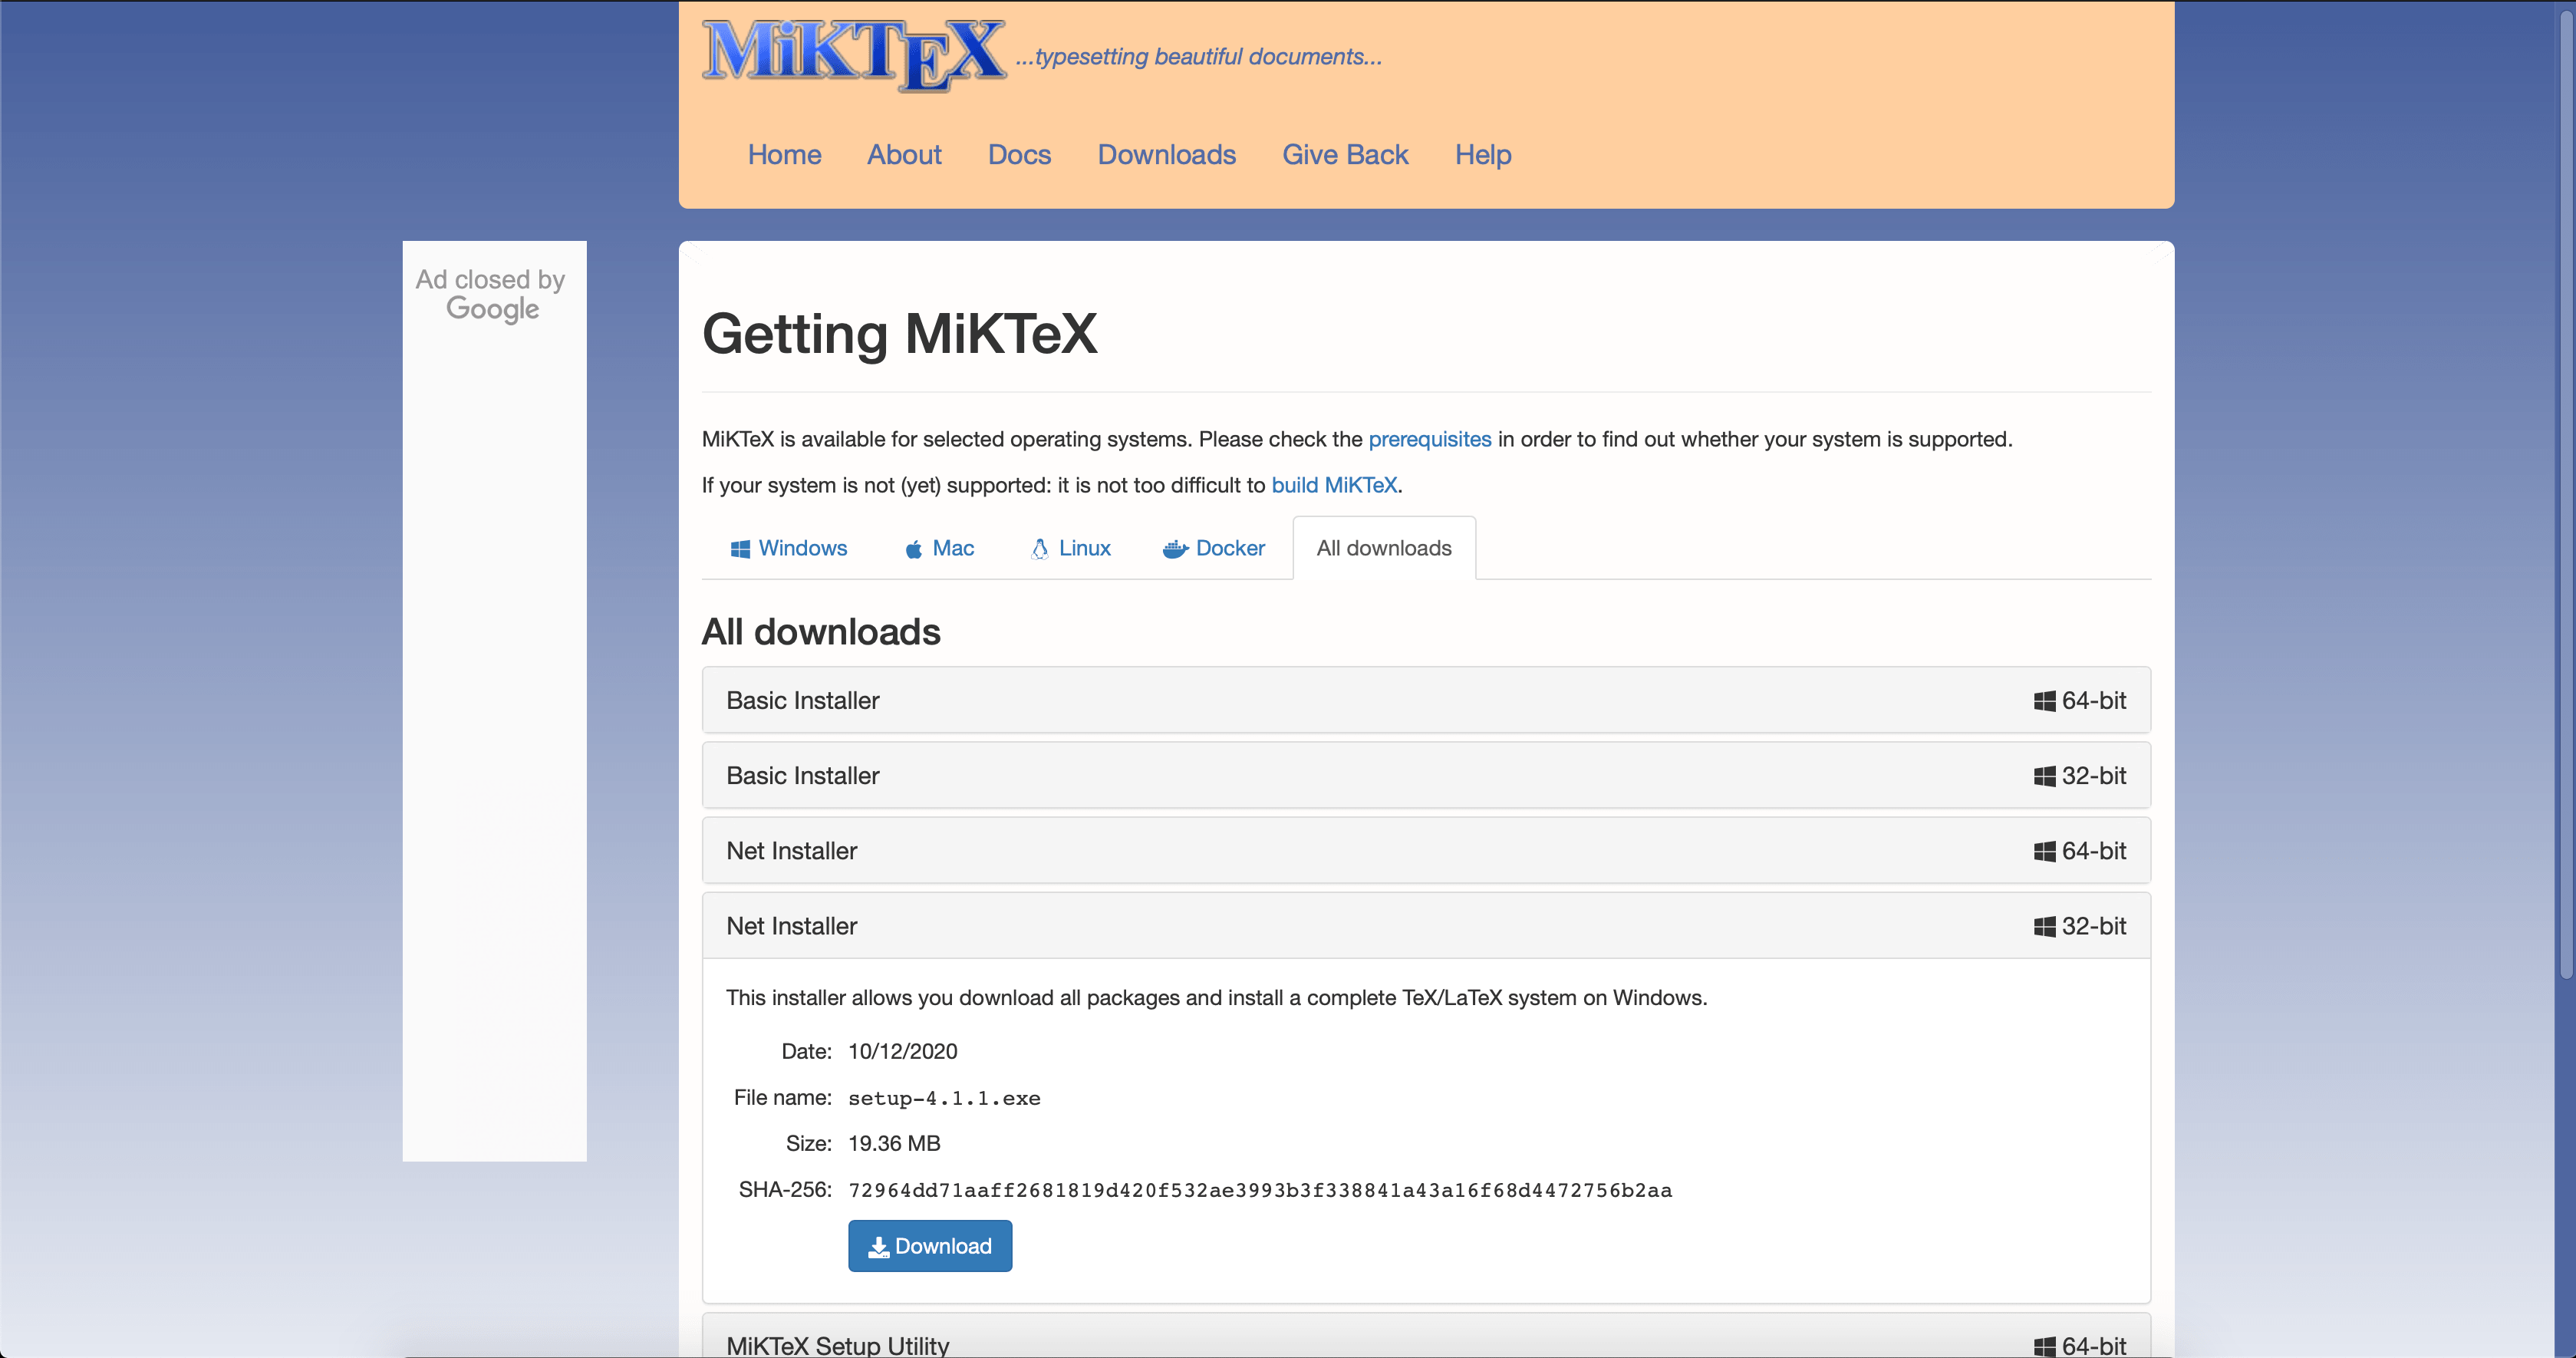 MiKTEX ...typesetting beautiful documents...
Home About Docs Downloads Give Back Help
Ad closed by
Google
Getting MiKTeX
MiKTeX is available for selected operating systems. Please check the prerequisites in order to find out whether your system is supported.
If your system is not (yet) supported: it is not too difficult to build MiKTeX.
Windows Mac Linux Docker All downloads
All downloads
Basic Installer 64-bit
Basic Installer 32-bit
Net Installer 64-bit
Net Installer 32-bit
This installer allows you download all packages and install a complete TeX/LaTeX system on Windows.
Date: 10/12/2020
File name: setup-4.1.1.exe
Size: 19.36 MB
SHA-256: 72964dd71aaff2681819d420f532ae3993b3f338841a43a16f68d4472756b2aa
Download
MiKTeX Setup Utility 64-bit